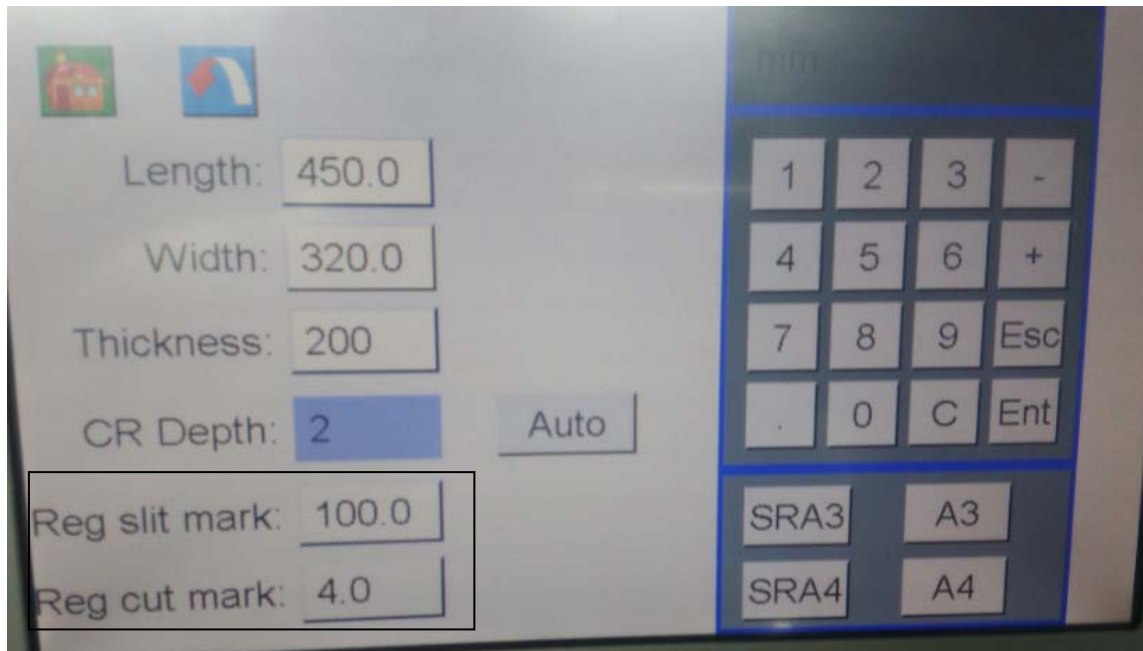 mm
Length: 450.0
Width: 320.0
Thickness: 200
CR Depth: 2 Auto
Reg slit mark: 100.0
Reg cut mark: 4.0
1 2 3 -
4 5 6 +
7 8 9 Esc
. 0 C Ent
SRA3 A3
SRA4 A4